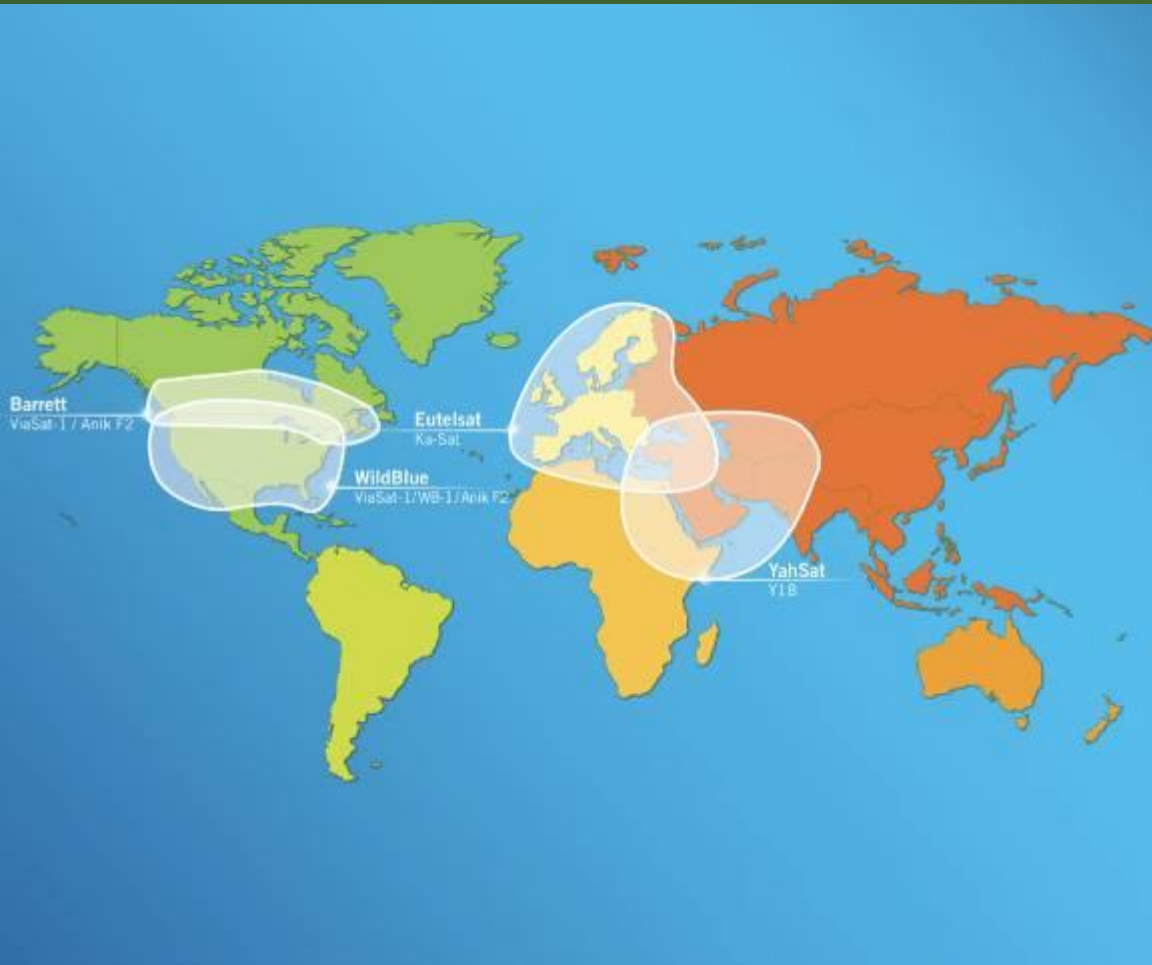 Barrett
ViaSat-1 / Anik F2
Eutelsat
Ka-Sat
WildBlue
ViaSat-1/WB-1/Anik F2
YahSat
Y1B